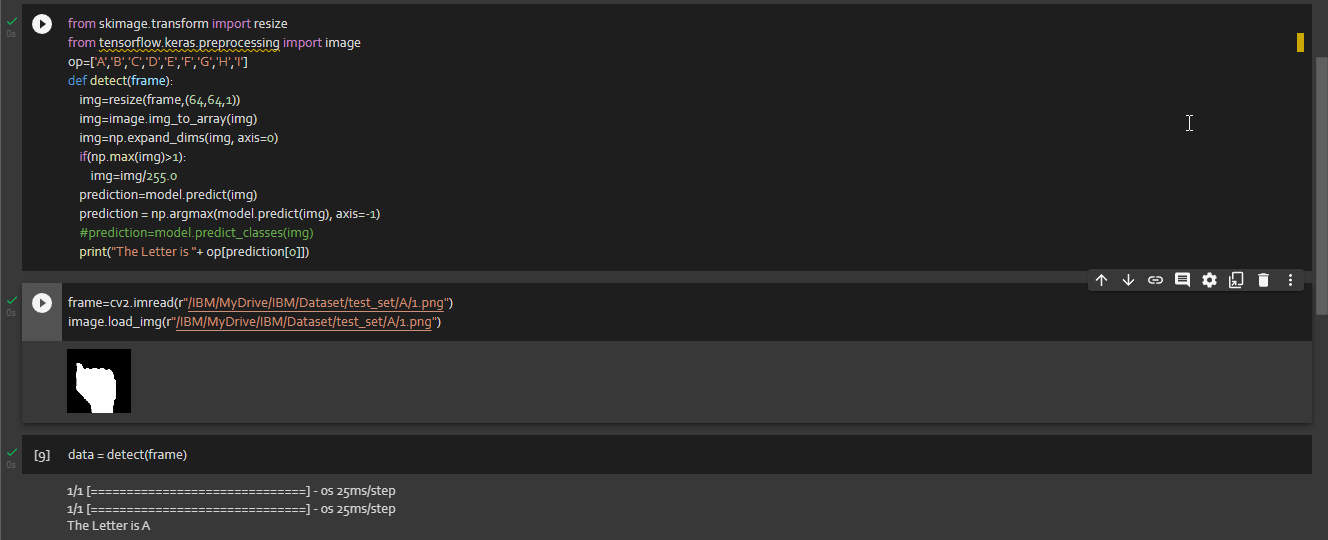 from skimage.transform import resize
0s
from tensorflow.keras.preprocessing import image
op=['A','B','C','D','E','F','G','H','I']
def detect(frame):
img=resize(frame,(64,64,1))
img=image.img_to_array(img)
img=np.expand_dims(img, axis=0)
if(np.max(img)>1):
img=img/255.0
prediction=model.predict(img)
prediction = np.argmax(model.predict(img), axis=-1)
#prediction=model.predict_classes(img)
print("The Letter is "+ op[prediction[0]])
frame=cv2.imread(r"/IBM/MyDrive/IBM/Dataset/test_set/A/1.png")
0s
image.load_img(r"/IBM/MyDrive/IBM/Dataset/test_set/A/1.png")
[9] data = detect(frame)
0s
1/1 [==============================] - 0s 25ms/step
1/1 [==============================] - 0s 25ms/step
The Letter is A